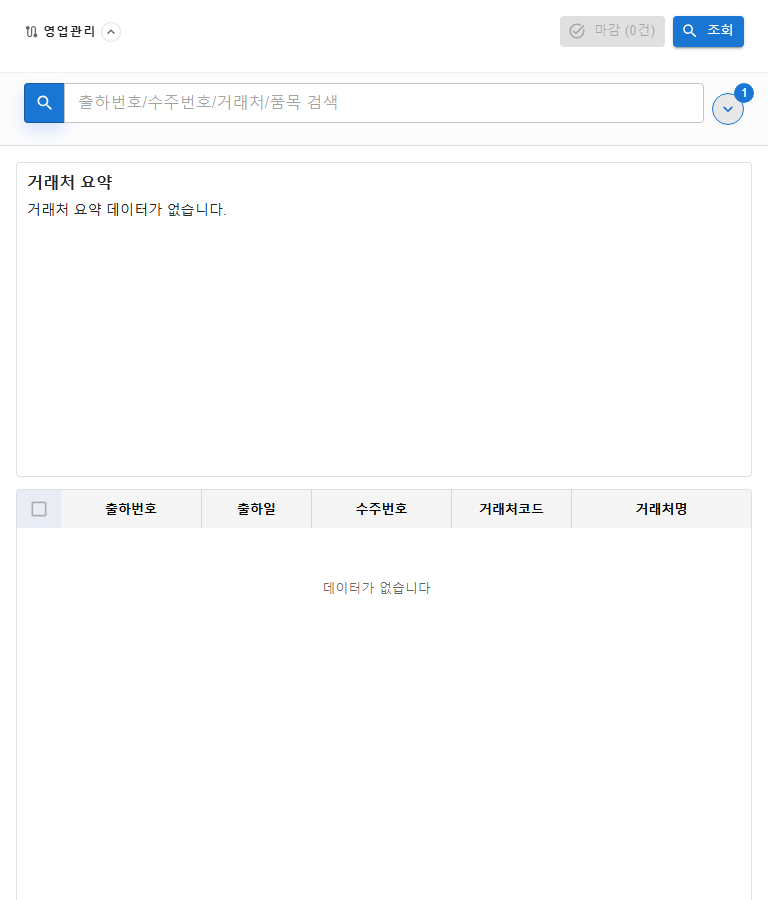 영업관리
마감 (0건)
조회
출하번호/수주번호/거래처/품목 검색
1
거래처 요약
거래처 요약 데이터가 없습니다.
출하번호 출하일 수주번호 거래처코드 거래처명
데이터가 없습니다